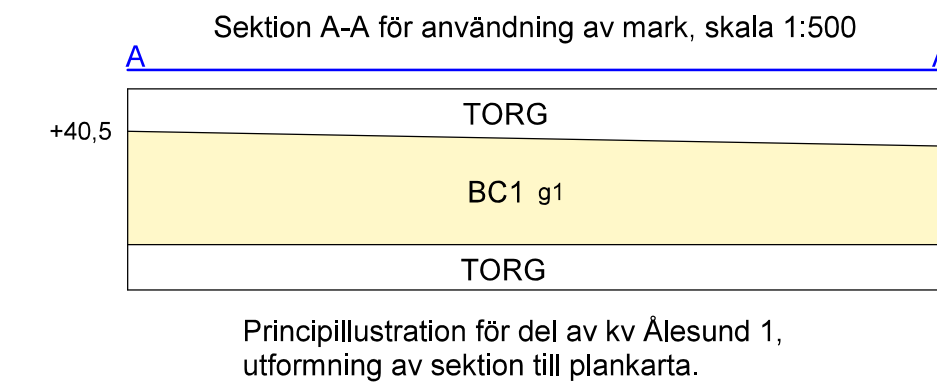 Sektion A-A för användning av mark, skala 1:500
A
TORG
+40,5
BC1 g1
TORG
Principillustration för del av kv Ålesund 1,
utformning av sektion till plankarta.